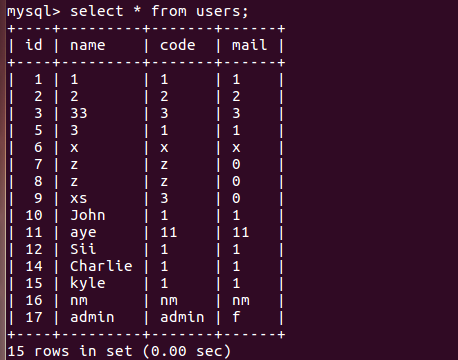 mysql> select * from users;
+----+---------+-------+------+
| id | name    | code  | mail |
+----+---------+-------+------+
|  1 | 1       | 1     | 1    |
|  2 | 2       | 2     | 2    |
|  3 | 33      | 3     | 3    |
|  5 | 3       | 1     | 1    |
|  6 | x       | x     | x    |
|  7 | z       | z     | 0    |
|  8 | z       | z     | 0    |
|  9 | xs      | 3     | 0    |
| 10 | John    | 1     | 1    |
| 11 | aye     | 11    | 11   |
| 12 | Sii     | 1     | 1    |
| 14 | Charlie | 1     | 1    |
| 15 | kyle    | 1     | 1    |
| 16 | nm      | nm    | nm   |
| 17 | admin   | admin | f    |
+----+---------+-------+------+
15 rows in set (0.00 sec)